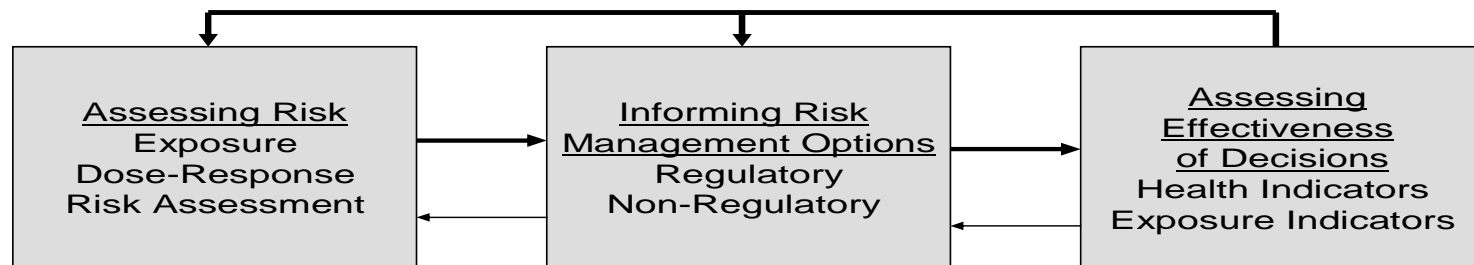 Assessing Risk
Exposure
Dose-Response
Risk Assessment
Informing Risk
Management Options
Regulatory
Non-Regulatory
Assessing
Effectiveness
of Decisions
Health Indicators
Exposure Indicators